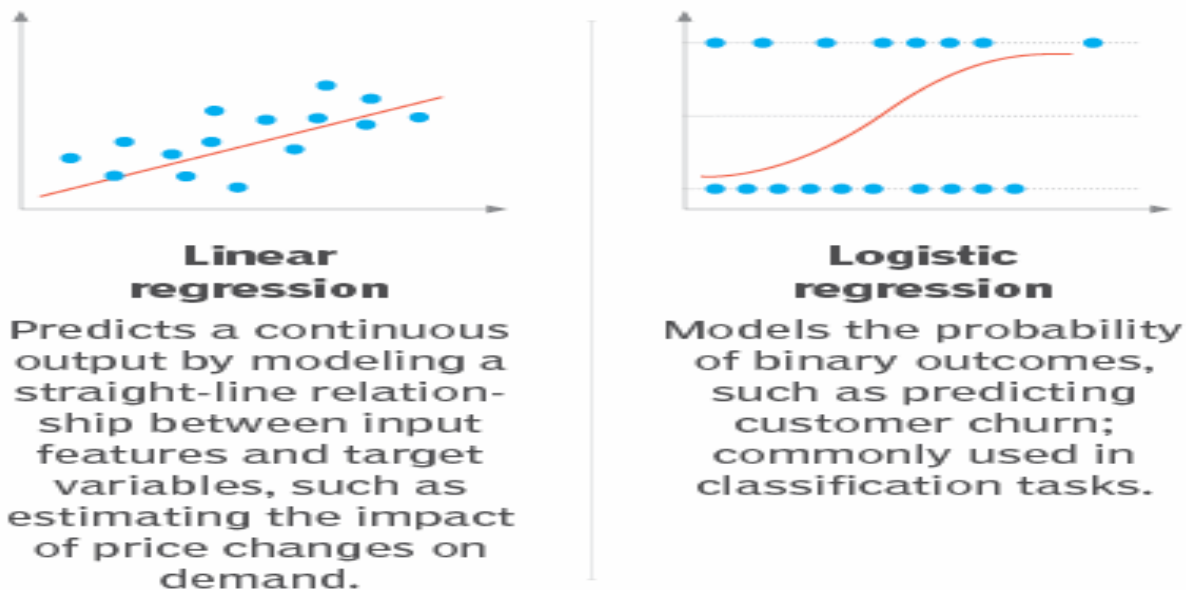 Linear
regression
Predicts a continuous
output by modeling a
straight-line relation-
ship between input
features and target
variables, such as
estimating the impact
of price changes on
demand.
Logistic
regression
Models the probability
of binary outcomes,
such as predicting
customer churn;
commonly used in
classification tasks.